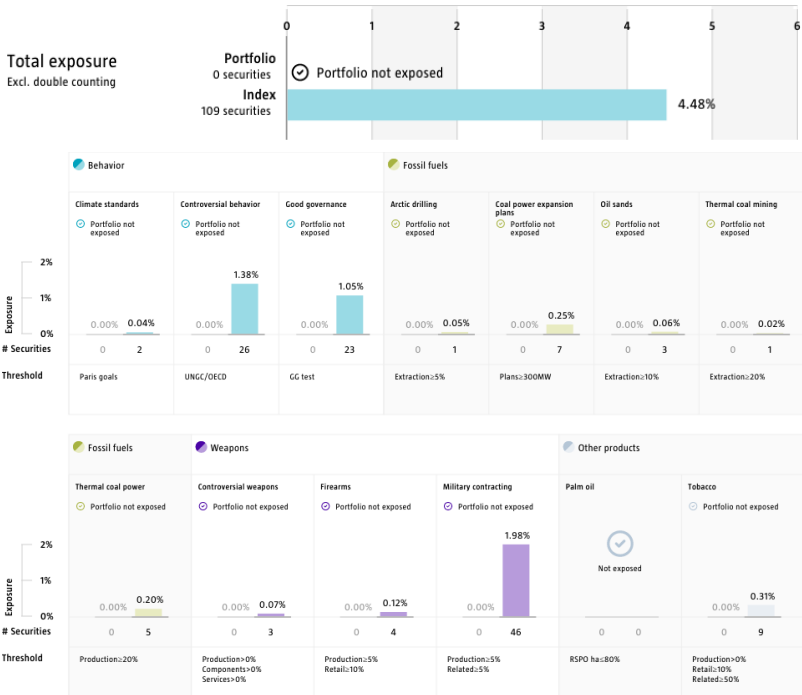 0 1 2 3 4 5 6
Total exposure
Excl. double counting
Portfolio
0 securities
Portfolio not exposed
Index
109 securities
4.48%
Behavior
Fossil fuels
Climate standards
Portfolio not
exposed
Controversial behavior
Portfolio not
exposed
Good governance
Portfolio not
exposed
Arctic drilling
Portfolio not
exposed
Coal power expansion
plans
Portfolio not
exposed
Oil sands
Portfolio not
exposed
Thermal coal mining
Portfolio not
exposed
Exposure
2%
1%
0%
0.00% 0.04%
0.00% 1.38%
0.00% 1.05%
0.00% 0.05%
0.00% 0.25%
0.00% 0.06%
0.00% 0.02%
# Securities 0 2 0 26 0 23 0 1 0 7 0 3 0 1
Threshold Paris goals UNGC/OECD GG test Extraction≥5% Plans≥300MW Extraction≥10% Extraction≥20%
Fossil fuels
Weapons
Other products
Thermal coal power
Portfolio not exposed
Controversial weapons
Portfolio not exposed
Firearms
Portfolio not exposed
Military contracting
Portfolio not exposed
Palm oil
Not exposed
Tobacco
Portfolio not exposed
Exposure
2%
1%
0%
0.00% 0.20%
0.00% 0.07%
0.00% 0.12%
0.00% 1.98%
0.00% 0.31%
# Securities 0 5 0 3 0 4 0 46 0 0 0 9
Threshold
Production≥20%
Production>0%
Components>0%
Services>0%
Production≥5%
Retail≥10%
Production≥5%
Related≥5%
RSPO ha≤80%
Production>0%
Retail≥10%
Related≥50%